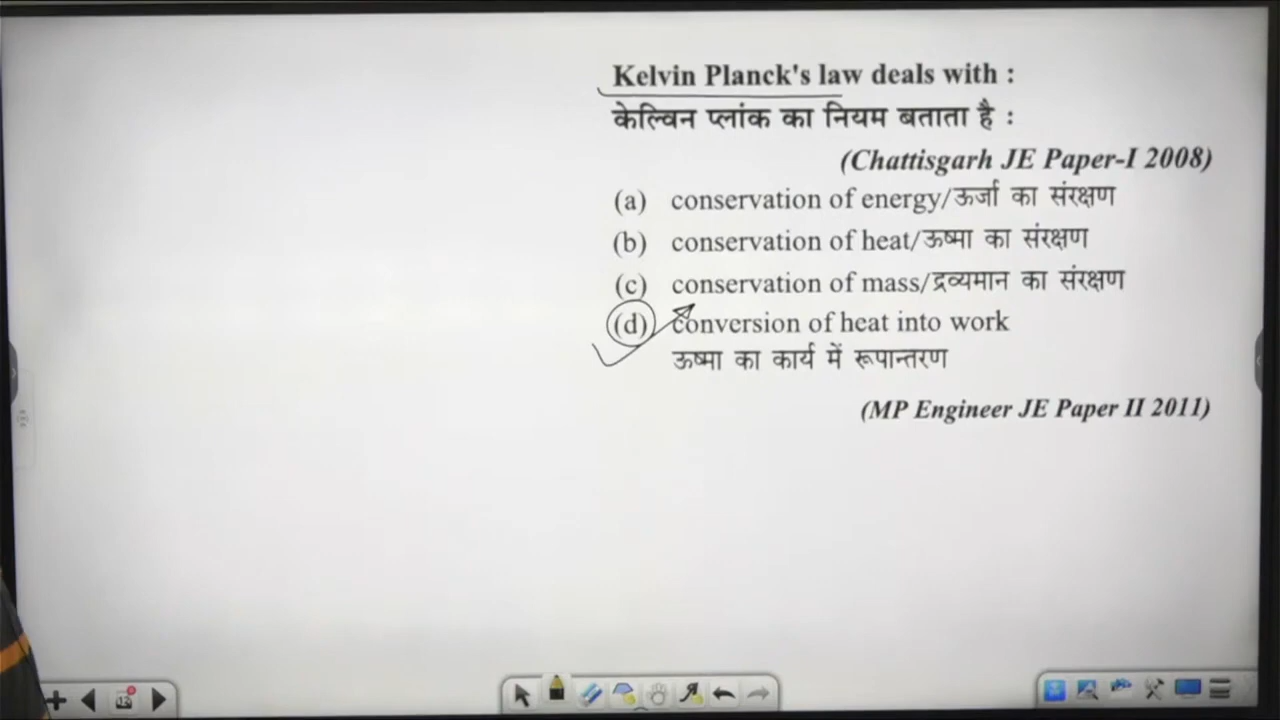 Kelvin Planck's law deals with :
केल्विन प्लांक का नियम बताता है :
(Chattisgarh JE Paper-I 2008)
(a) conservation of energy/ऊर्जा का संरक्षण
(b) conservation of heat/ऊष्मा का संरक्षण
(c) conservation of mass/द्रव्यमान का संरक्षण
(d) conversion of heat into work
ऊष्मा का कार्य में रूपान्तरण
(MP Engineer JE Paper II 2011)